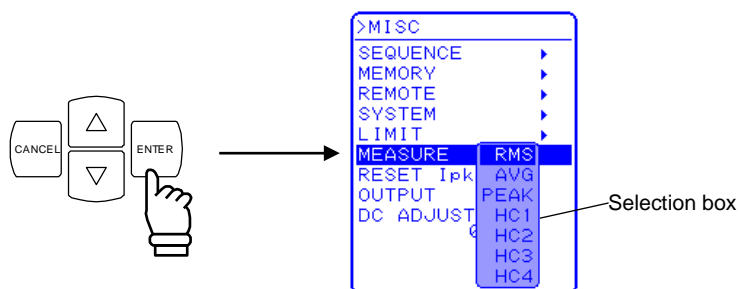 CANCEL
ENTER
>MISC
SEQUENCE
MEMORY
REMOTE
SYSTEM
LIMIT
MEASURE RMS
RESET Ipk AVG
OUTPUT PEAK
DC ADJUST HC1
HC2
HC3
HC4
Selection box